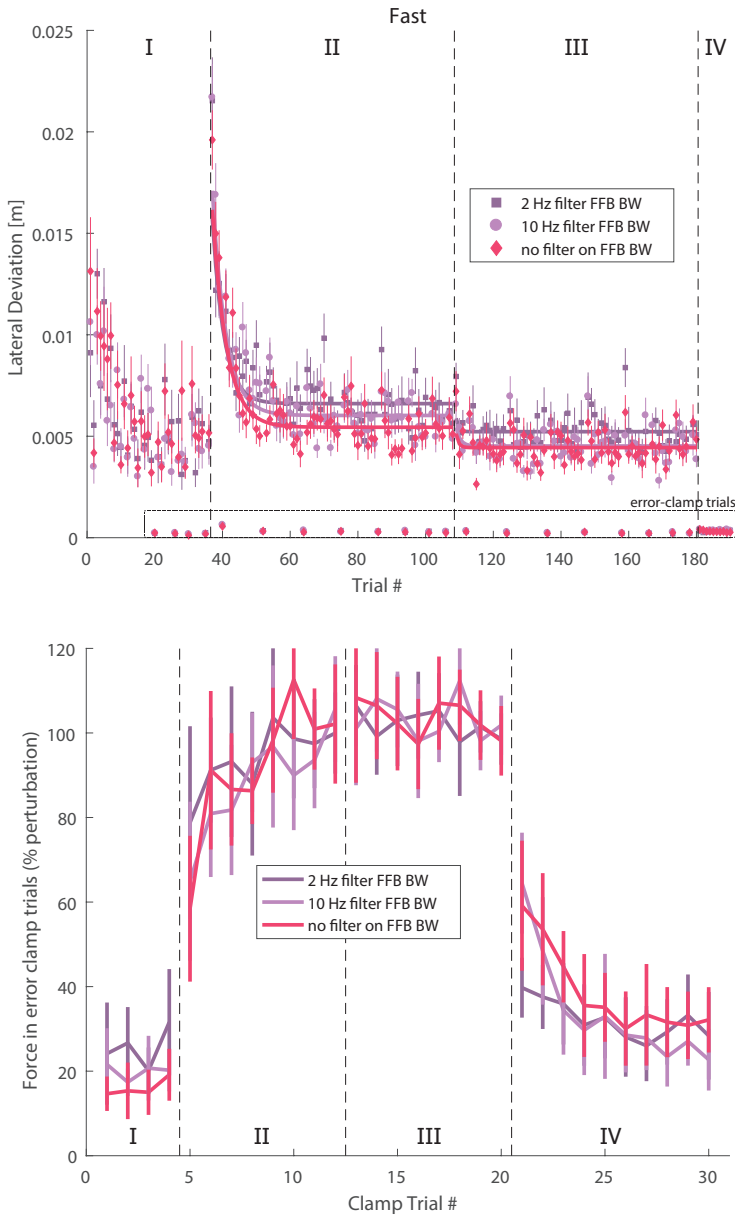 Fast
I II III IV
0.025
0.02
0.015
0.01
0.005
0
Lateral Deviation [m]
2 Hz filter FFB BW
10 Hz filter FFB BW
no filter on FFB BW
error-clamp trials
0 20 40 60 80 100 120 140 160 180
Trial #
120
100
80
60
40
20
0
Force in error clamp trials (% perturbation)
2 Hz filter FFB BW
10 Hz filter FFB BW
no filter on FFB BW
I II III IV
0 5 10 15 20 25 30
Clamp Trial #